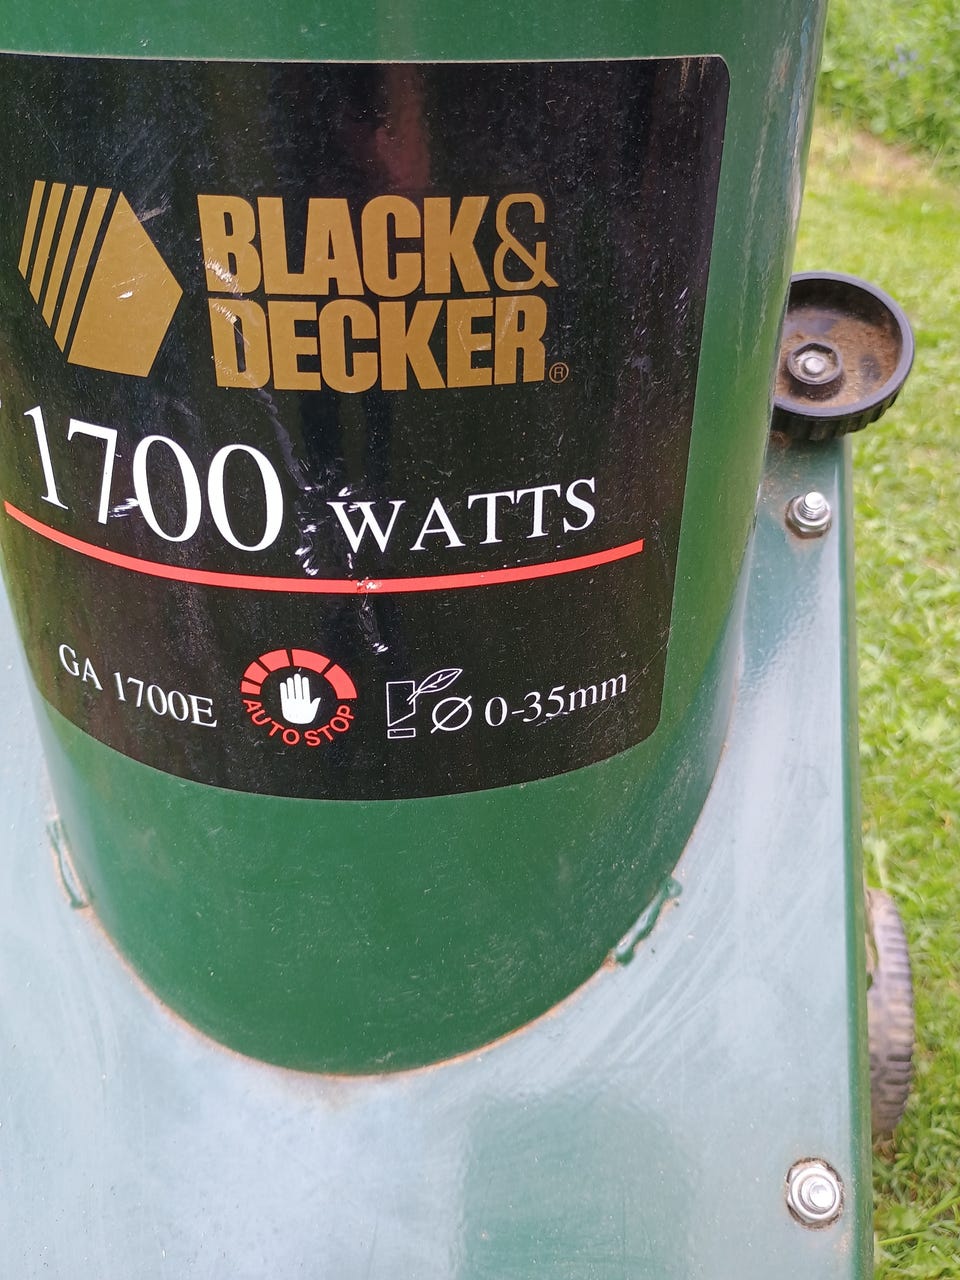 BLACK&
DECKER®
1700 WATTS
GA 1700E
AUTO STOP
Ø 0-35mm